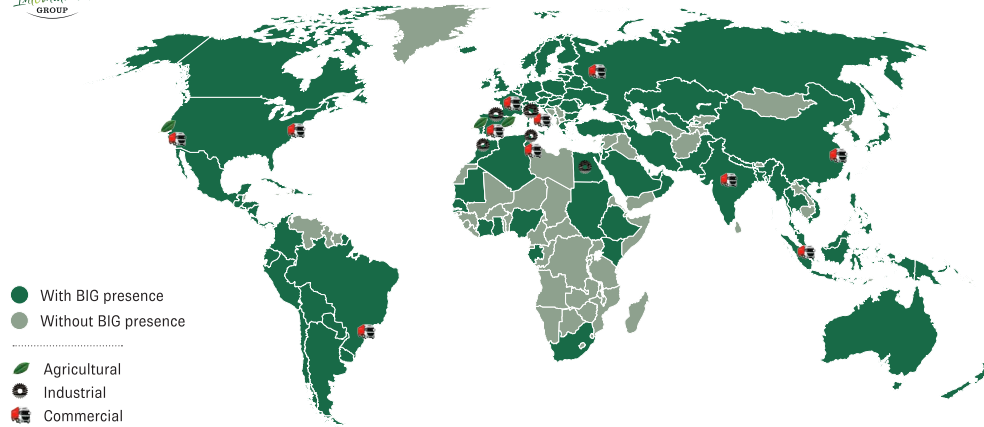 GROUP
With BIG presence
Without BIG presence
Agricultural
Industrial
Commercial